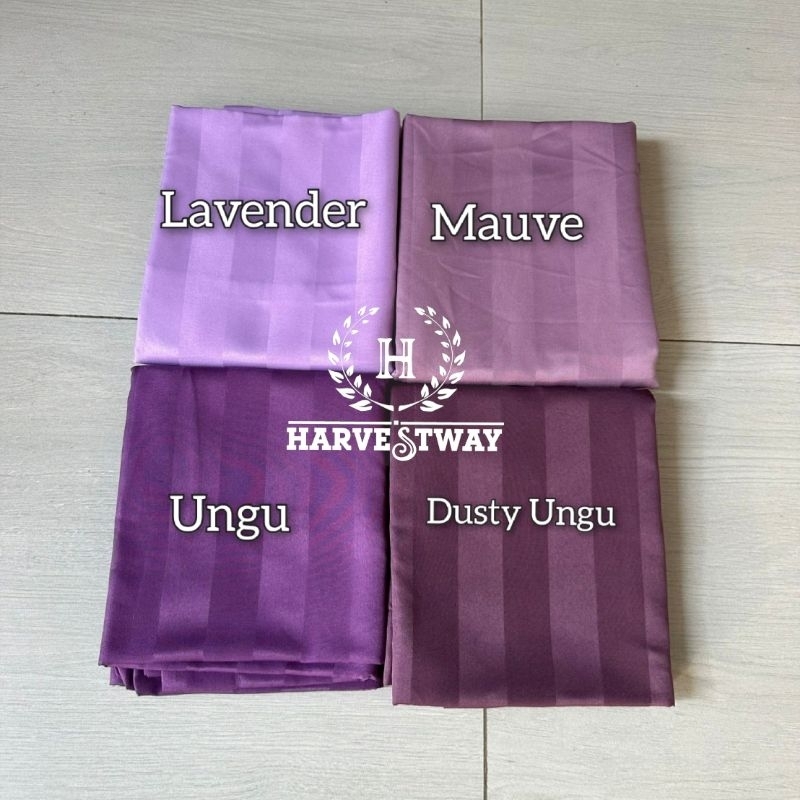 Lavender
Mauve
H
HARVESTWAY
Ungu
Dusty Ungu